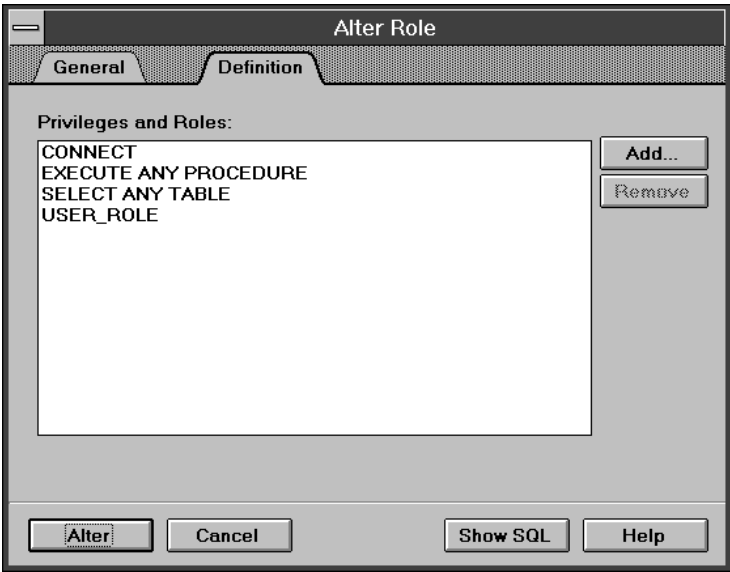 Alter Role
General Definition
Privileges and Roles:
CONNECT
EXECUTE ANY PROCEDURE
SELECT ANY TABLE
USER_ROLE
Add...
Remove
Alter Cancel Show SQL Help